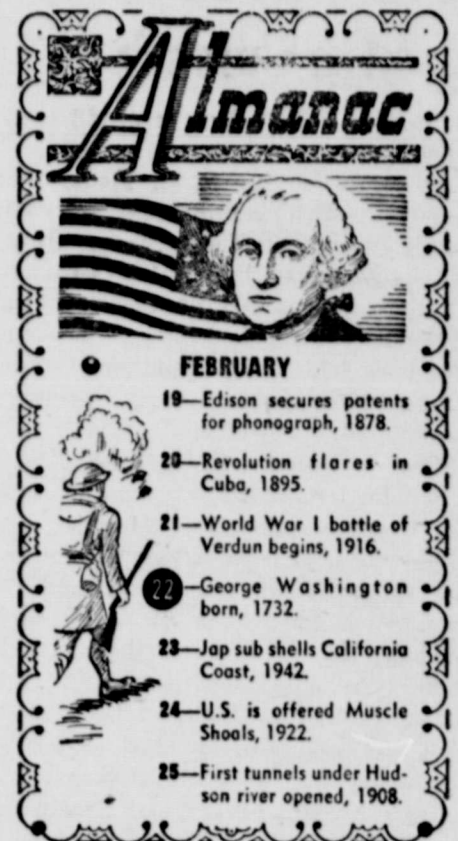 Almanac
FEBRUARY
19—Edison secures patents
for phonograph, 1878.
20—Revolution flares in
Cuba, 1895.
21—World War I battle of
Verdun begins, 1916.
22—George Washington
born, 1732.
23—Jap sub shells California
Coast, 1942.
24—U.S. is offered Muscle
Shoals, 1922.
25—First tunnels under Hud-
son river opened, 1908.